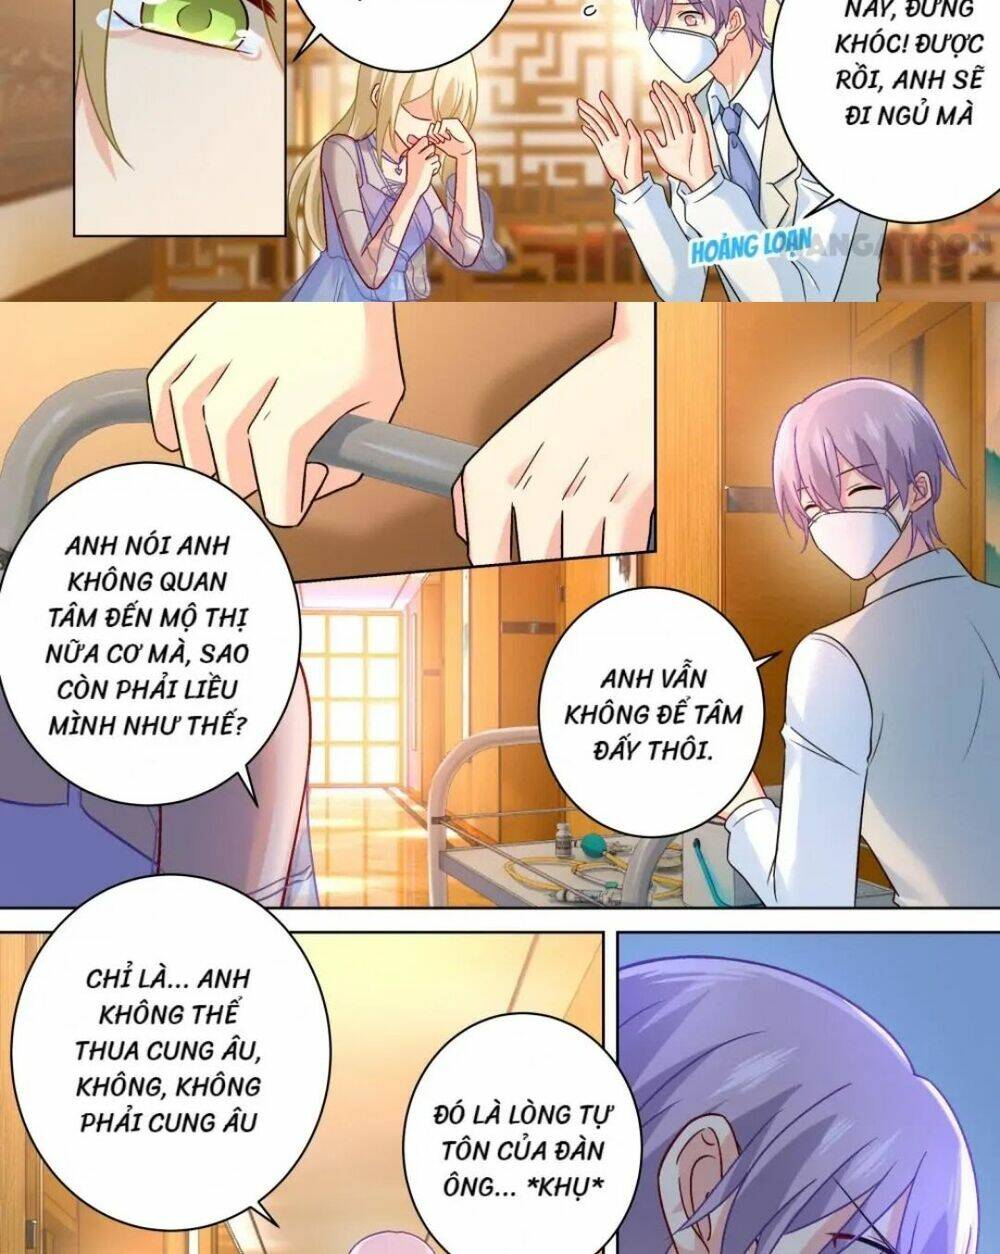 NÀY, ĐỪNG
KHÓC! ĐƯỢC
RỒI, ANH SẼ
ĐI NGỦ MÀ
HOẢNG LOẠN
MANGATOON
ANH NÓI ANH
KHÔNG QUAN
TÂM ĐẾN MỘ THỊ
NỮA CƠ MÀ, SAO
CÒN PHẢI LIỀU
MÌNH NHƯ THẾ?
ANH VẪN
KHÔNG ĐỂ TÂM
ĐẤY THÔI.
CHỈ LÀ... ANH
KHÔNG THỂ
THUA CUNG ÂU,
KHÔNG, KHÔNG
PHẢI CUNG ÂU
ĐÓ LÀ LÒNG TỰ
TÔN CỦA ĐÀN
ÔNG... *KHỤ*